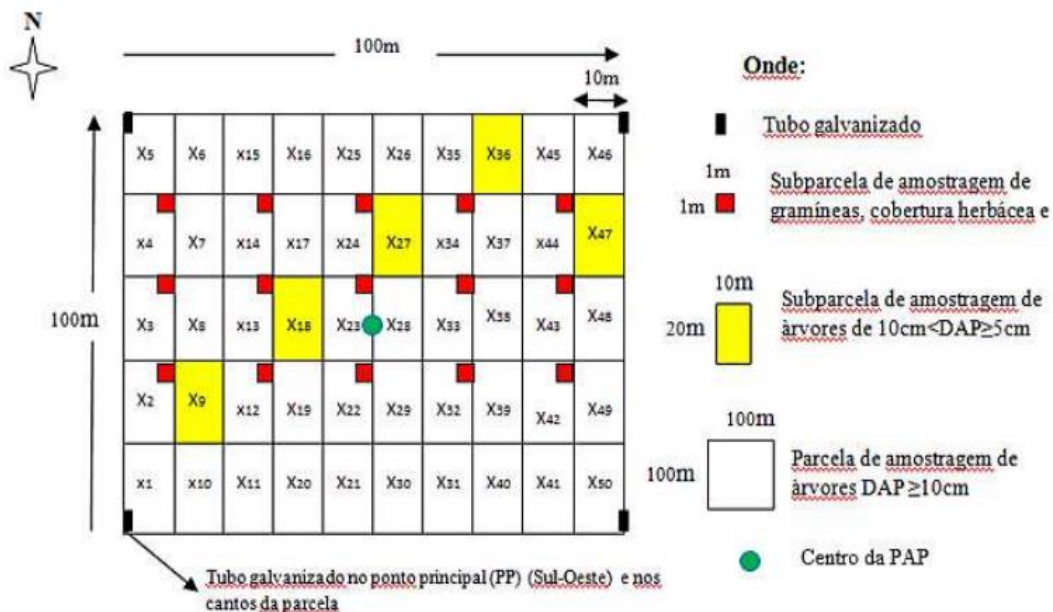 N
100m
10m
Onde:
Tubo galvanizado
1m
1m
Subparcela de amostragem de
gramíneas, cobertura herbácea e
10m
20m
Subparcela de amostragem de
àrvores de 10cm<DAP≥5cm
100m
100m
Parcela de amostragem de
àrvores DAP ≥10cm
Centro da PAP
100m
X5 X6 x15 X16 X25 X26 X35 X36 X45 X46
x4 X7 x14 x17 x24 X27 x34 X37 x44 X47
X3 X8 x13 X18 X23 X28 X33 X38 X43 X48
X2 X9 x12 X19 X22 X29 X32 X39 X42 X49
x1 x10 X11 X20 X21 X30 X31 X40 X41 X50
Tubo galvanizado no ponto principal (PP) (Sul-Oeste) e nos
cantos da parcela